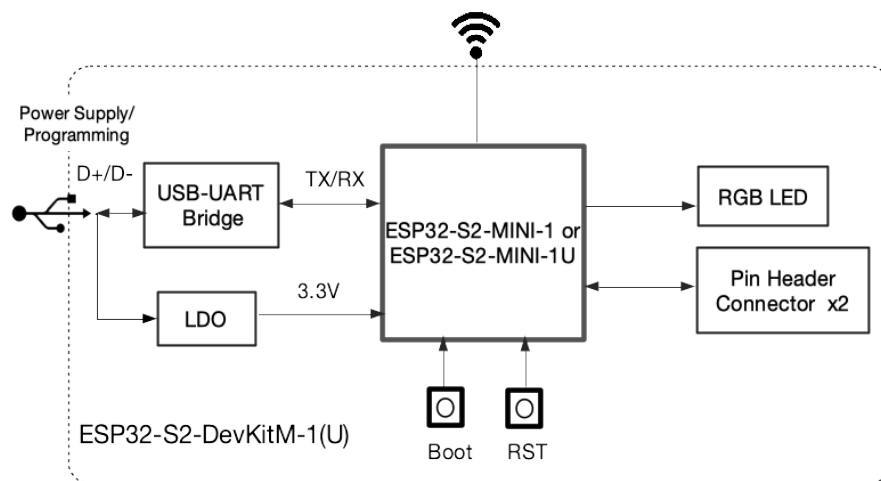 Power Supply/
Programming
D+/D-
USB-UART
Bridge
TX/RX
LDO
3.3V
ESP32-S2-MINI-1 or
ESP32-S2-MINI-1U
RGB LED
Pin Header
Connector x2
Boot
RST
ESP32-S2-DevKitM-1(U)